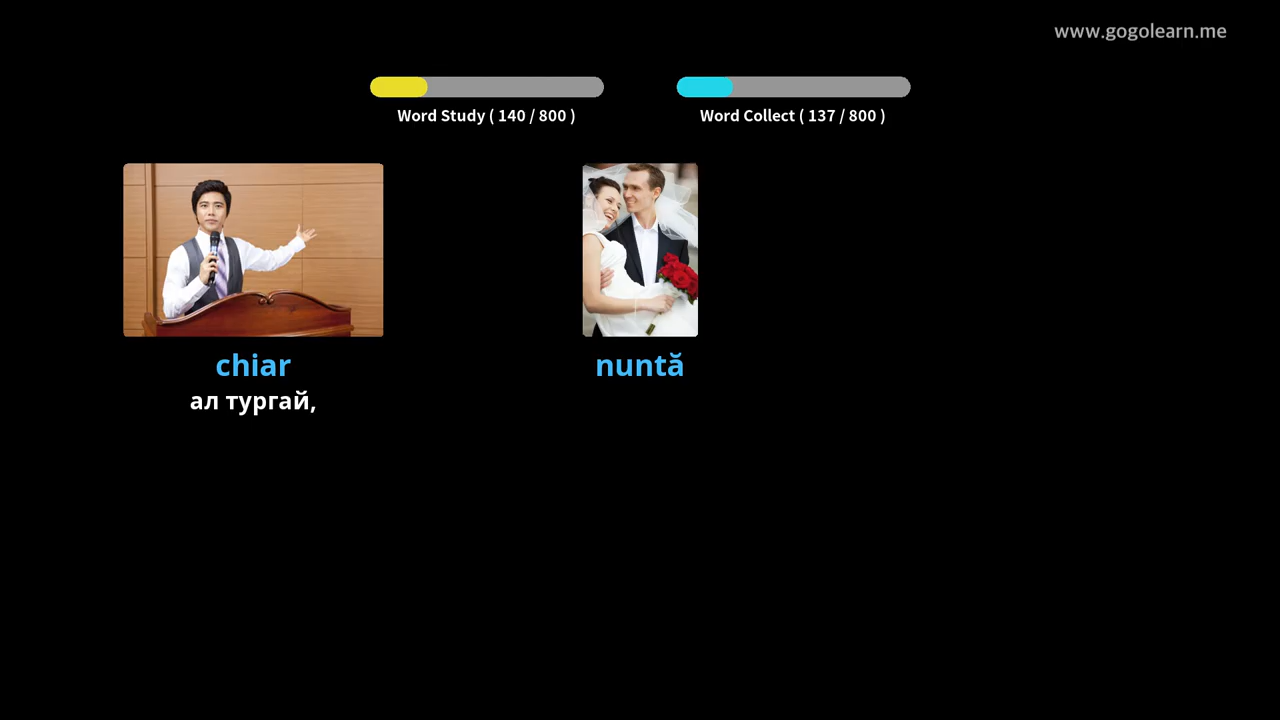 www.gogolearn.me
Word Study ( 140 / 800 )
Word Collect ( 137 / 800 )
chiar
nuntă
ал тургай,